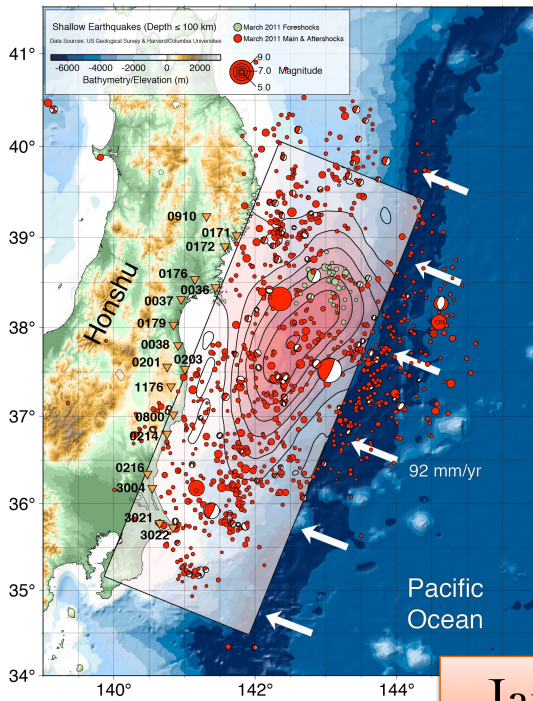 Shallow Earthquakes (Depth ≤ 100 km)
Data Sources: US Geological Survey & Harvard/Columbia Universities
-6000 -4000 -2000 0 2000
Bathymetry/Elevation (m)
March 2011 Foreshocks
March 2011 Main & Aftershocks
9.0
7.0 Magnitude
5.0
41°
40°
39°
38°
37°
36°
35°
34°
Honshu
0910
0171
0172
0176
0036
0037
0179
0038
0201
0203
1176
0800
0214
0216
3004
3021
3022
92 mm/yr
Pacific
Ocean
140°
142°
144°